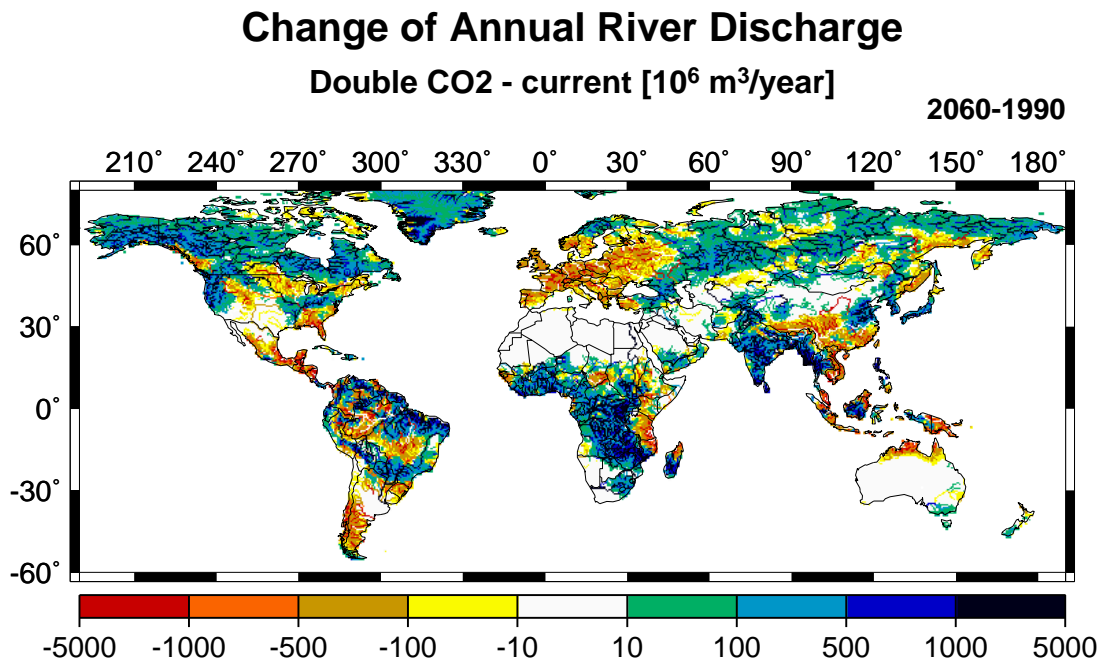 Change of Annual River Discharge
Double CO2 - current [10⁶ m³/year]
2060-1990
210° 240° 270° 300° 330° 0° 30° 60° 90° 120° 150° 180°
60°
30°
0°
-30°
-60°
-5000 -1000 -500 -100 -10 10 100 500 1000 5000